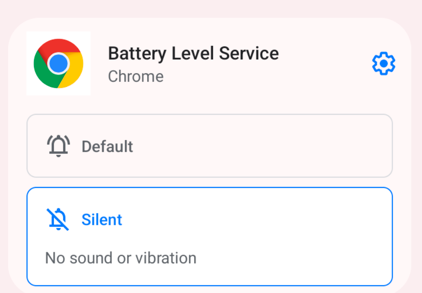 Battery Level Service
Chrome
Default
Silent
No sound or vibration